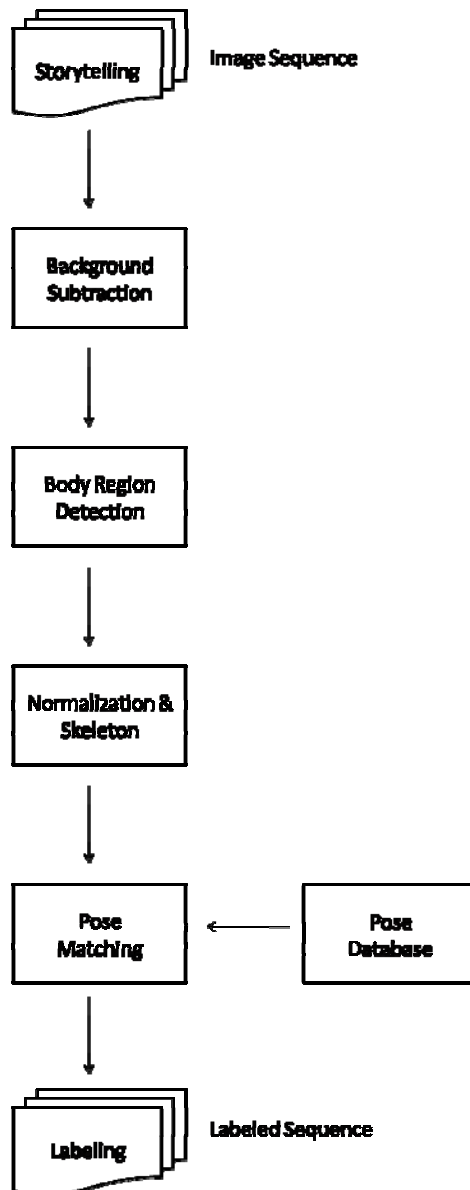 Storytelling
Image Sequence
Background
Subtraction
Body Region
Detection
Normalization &
Skeleton
Pose
Matching
Pose
Database
Labeling
Labeled Sequence